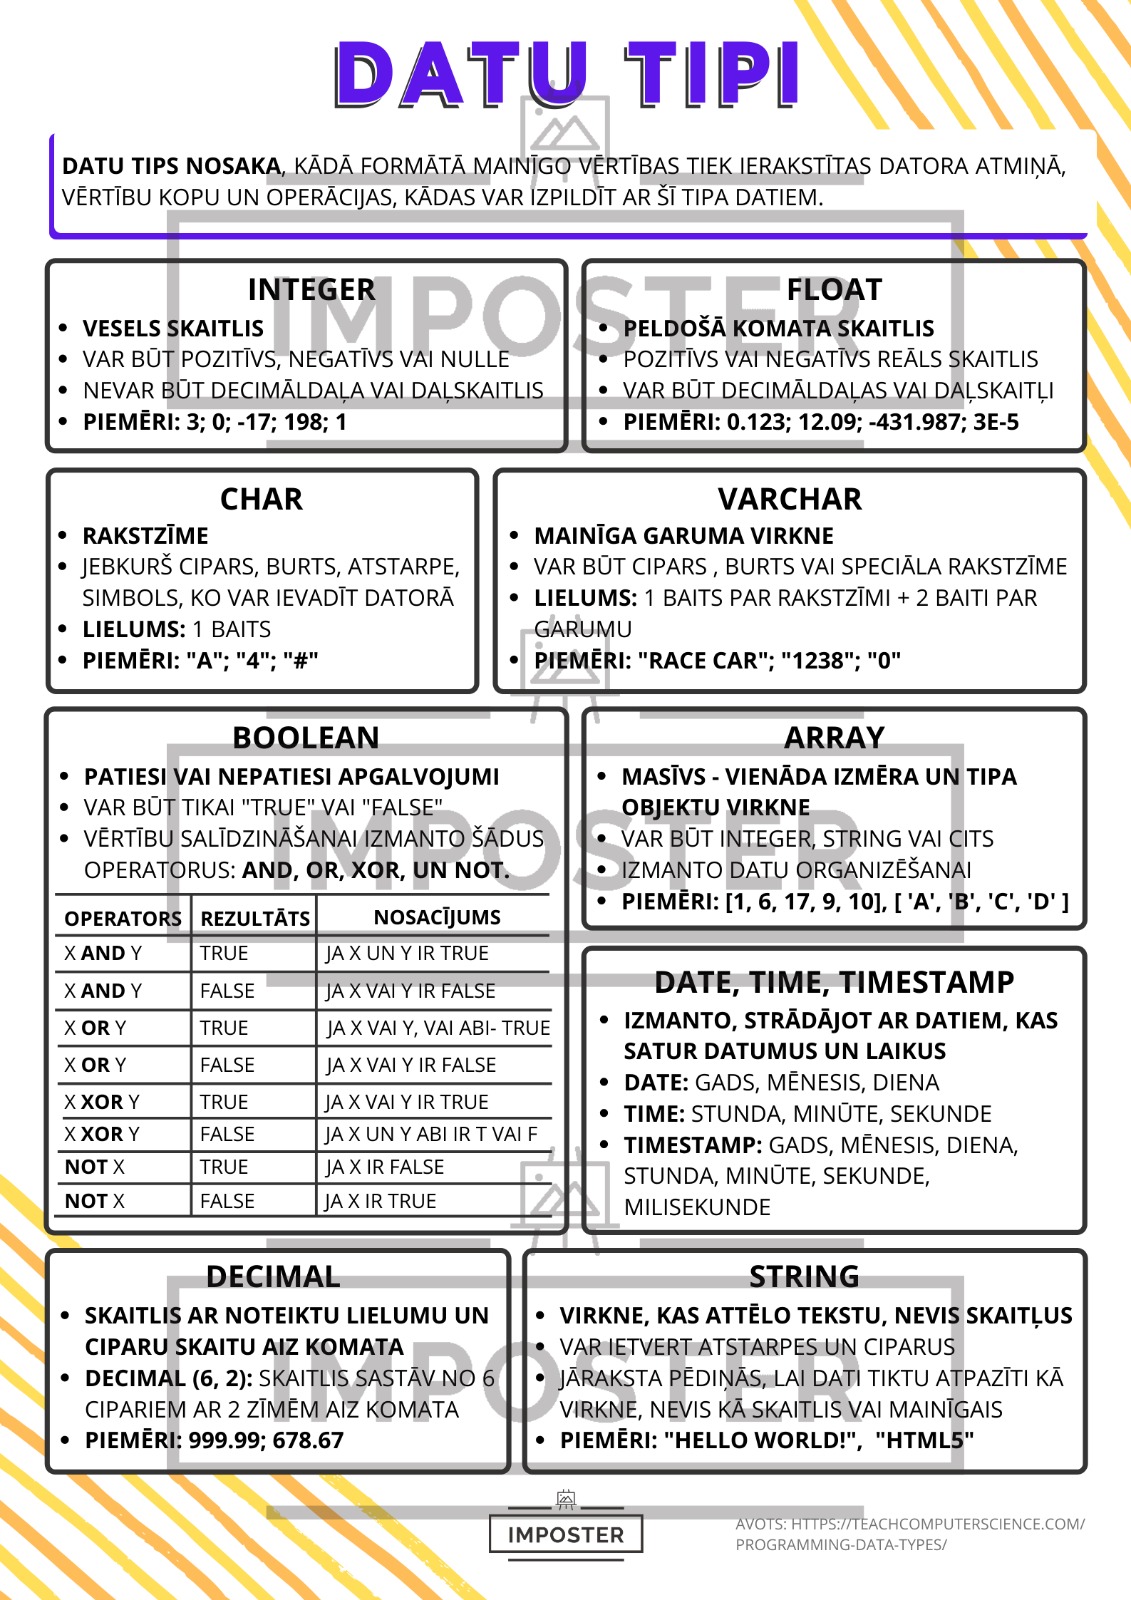 DATU TIPI
DATU TIPS NOSAKA, KĀDĀ FORMĀTĀ MAINĪGO VĒRTĪBAS TIEK IERAKSTĪTAS DATORA ATMIŅĀ,
VĒRTĪBU KOPU UN OPERĀCIJAS, KĀDAS VAR IZPILDĪT AR ŠĪ TIPA DATIEM.
INTEGER
• VESELS SKAITLIS
• VAR BŪT POZITĪVS, NEGATĪVS VAI NULLE
• NEVAR BŪT DECIMĀLDAĻA VAI DAĻSKAITLIS
• PIEMĒRI: 3; 0; -17; 198; 1
FLOAT
• PELDOŠĀ KOMATA SKAITLIS
• POZITĪVS VAI NEGATĪVS REĀLS SKAITLIS
• VAR BŪT DECIMĀLDAĻAS VAI DAĻSKAITĻI
• PIEMĒRI: 0.123; 12.09; -431.987; 3E-5
IMPOSTER
CHAR
• RAKSTZĪME
• JEBKURŠ CIPARS, BURTS, ATSTARPE,
SIMBOLS, KO VAR IEVADĪT DATORĀ
• LIELUMS: 1 BAITS
• PIEMĒRI: "A"; "4"; "#"
VARCHAR
• MAINĪGA GARUMA VIRKNE
• VAR BŪT CIPARS , BURTS VAI SPECIĀLA RAKSTZĪME
• LIELUMS: 1 BAITS PAR RAKSTZĪMI + 2 BAITI PAR
GARUMU
• PIEMĒRI: "RACE CAR"; "1238"; "0"
BOOLEAN
• PATIESI VAI NEPATIESI APGALVOJUMI
• VAR BŪT TIKAI "TRUE" VAI "FALSE"
• VĒRTĪBU SALĪDZINĀŠANAI IZMANTO ŠĀDUS
OPERATORUS: AND, OR, XOR, UN NOT.
OPERATORS REZULTĀTS NOSACĪJUMS
X AND Y TRUE JA X UN Y IR TRUE
X AND Y FALSE JA X VAI Y IR FALSE
X OR Y TRUE JA X VAI Y, VAI ABI- TRUE
X OR Y FALSE JA X VAI Y IR FALSE
X XOR Y TRUE JA X VAI Y IR TRUE
X XOR Y FALSE JA X UN Y ABI IR T VAI F
NOT X TRUE JA X IR FALSE
NOT X FALSE JA X IR TRUE
ARRAY
• MASĪVS - VIENĀDA IZMĒRA UN TIPA
OBJEKTU VIRKNE
• VAR BŪT INTEGER, STRING VAI CITS
• IZMANTO DATU ORGANIZĒŠANAI
• PIEMĒRI: [1, 6, 17, 9, 10], [ 'A', 'B', 'C', 'D' ]
IMPOSTER
DATE, TIME, TIMESTAMP
• IZMANTO, STRĀDĀJOT AR DATIEM, KAS
SATUR DATUMUS UN LAIKUS
• DATE: GADS, MĒNESIS, DIENA
• TIME: STUNDA, MINŪTE, SEKUNDE
• TIMESTAMP: GADS, MĒNESIS, DIENA,
STUNDA, MINŪTE, SEKUNDE,
MILISEKUNDE
DECIMAL
• SKAITLIS AR NOTEIKTU LIELUMU UN
CIPARU SKAITU AIZ KOMATA
• DECIMAL (6, 2): SKAITLIS SASTĀV NO 6
CIPARIEM AR 2 ZĪMĒM AIZ KOMATA
• PIEMĒRI: 999.99; 678.67
STRING
• VIRKNE, KAS ATTĒLO TEKSTU, NEVIS SKAITĻUS
• VAR IETVERT ATSTARPES UN CIPARUS
• JĀRAKSTA PĒDIŅĀS, LAI DATI TIKTU ATPAZĪTI KĀ
VIRKNE, NEVIS KĀ SKAITLIS VAI MAINĪGAIS
• PIEMĒRI: "HELLO WORLD!", "HTML5"
IMPOSTER
IMPOSTER
AVOTS: HTTPS://TEACHCOMPUTERSCIENCE.COM/
PROGRAMMING-DATA-TYPES/